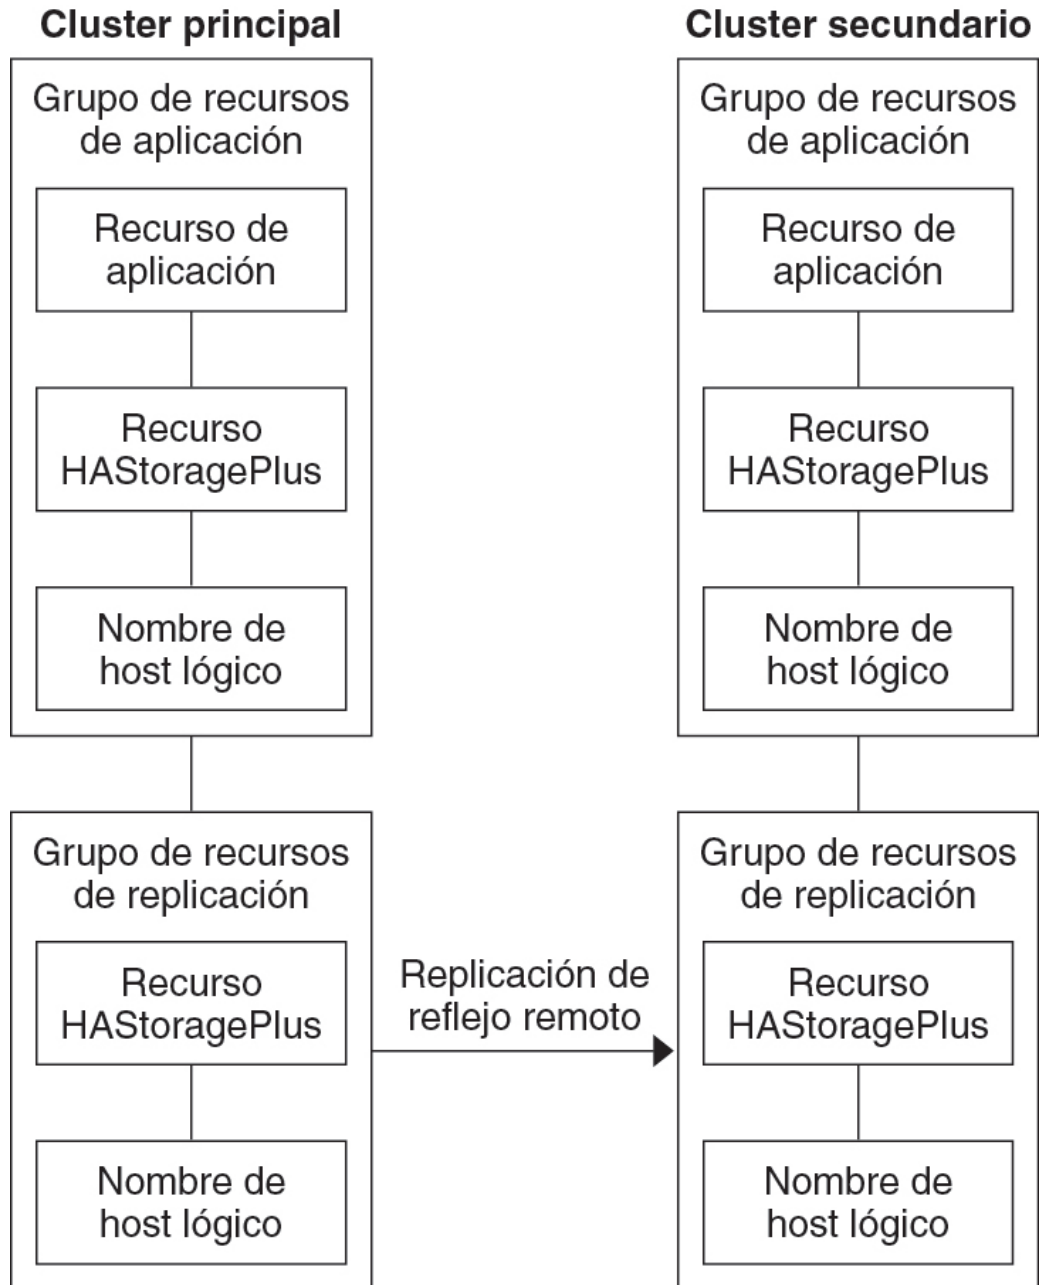 Cluster principal
Grupo de recursos
de aplicación
Recurso de
aplicación
Recurso
HAStoragePlus
Nombre de
host lógico
Grupo de recursos
de replicación
Recurso
HAStoragePlus
Nombre de
host lógico
Replicación de
reflejo remoto
Cluster secundario
Grupo de recursos
de aplicación
Recurso de
aplicación
Recurso
HAStoragePlus
Nombre de
host lógico
Grupo de recursos
de replicación
Recurso
HAStoragePlus
Nombre de
host lógico